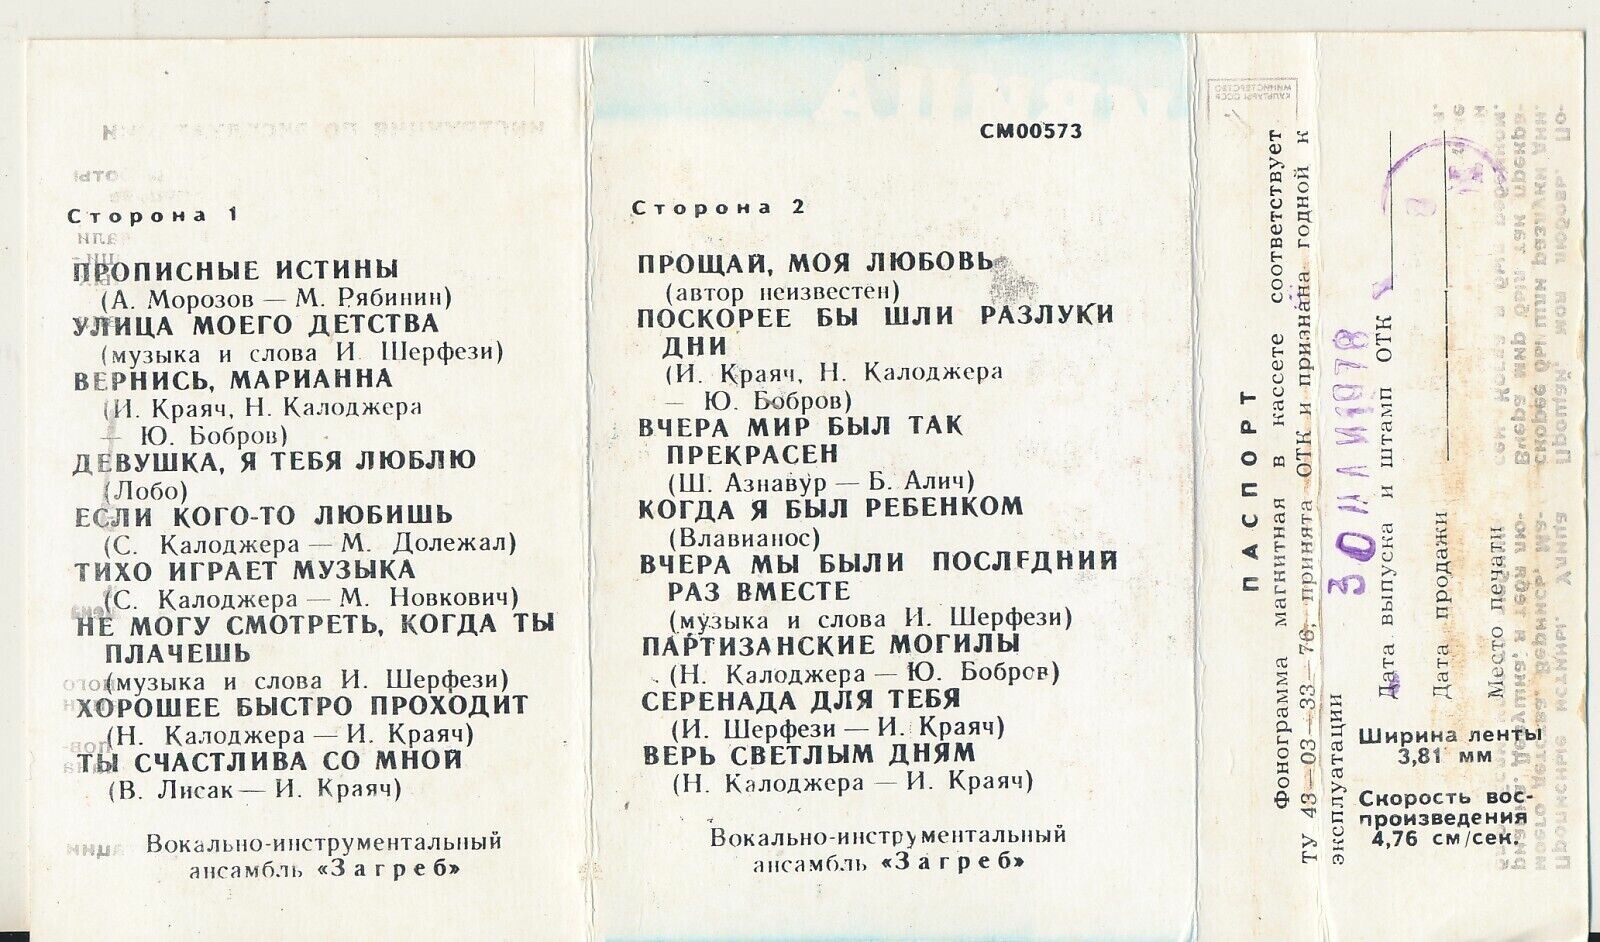 Сторона 1
ПРОПИСНЫЕ ИСТИНЫ
(А. Морозов — М. Рябинин)
УЛИЦА МОЕГО ДЕТСТВА
(музыка и слова И. Шерфези)
ВЕРНИСЬ, МАРИАННА
(И. Краяч, Н. Калоджера
— Ю. Бобров)
ДЕВУШКА, Я ТЕБЯ ЛЮБЛЮ
(Лобо)
ЕСЛИ КОГО-ТО ЛЮБИШЬ
(С. Калоджера — М. Долежал)
ТИХО ИГРАЕТ МУЗЫКА
(С. Калоджера — М. Новкович)
НЕ МОГУ СМОТРЕТЬ, КОГДА ТЫ
ПЛАЧЕШЬ
(музыка и слова И. Шерфези)
ХОРОШЕЕ БЫСТРО ПРОХОДИТ
(Н. Калоджера — И. Краяч)
ТЫ СЧАСТЛИВА СО МНОЙ
(В. Лисак — И. Краяч)
Вокально-инструментальный
ансамбль «Загреб»
СМ00573
Сторона 2
ПРОЩАЙ, МОЯ ЛЮБОВЬ
(автор неизвестен)
ПОСКОРЕЕ БЫ ШЛИ РАЗЛУКИ
ДНИ
(И. Краяч, Н. Калоджера
— Ю. Бобров)
ВЧЕРА МИР БЫЛ ТАК
ПРЕКРАСЕН
(Ш. Азнавур — Б. Алич)
КОГДА Я БЫЛ РЕБЕНКОМ
(Влавианос)
ВЧЕРА МЫ БЫЛИ ПОСЛЕДНИЙ
РАЗ ВМЕСТЕ
(музыка и слова И. Шерфези)
ПАРТИЗАНСКИЕ МОГИЛЫ
(Н. Калоджера — Ю. Бобров)
СЕРЕНАДА ДЛЯ ТЕБЯ
(И. Шерфези — И. Краяч)
ВЕРЬ СВЕТЛЫМ ДНЯМ
(Н. Калоджера — И. Краяч)
Вокально-инструментальный
ансамбль «Загреб»
ПАСПОРТ
Фонограмма магнитная в кассете соответствует
ТУ 43—03—33—76, принята ОТК и признана годной к
эксплуатации
Дата выпуска и штамп ОТК
Дата продажи
Место печати
Ширина ленты
3,81 мм
Скорость вос-
произведения
4,76 см/сек.